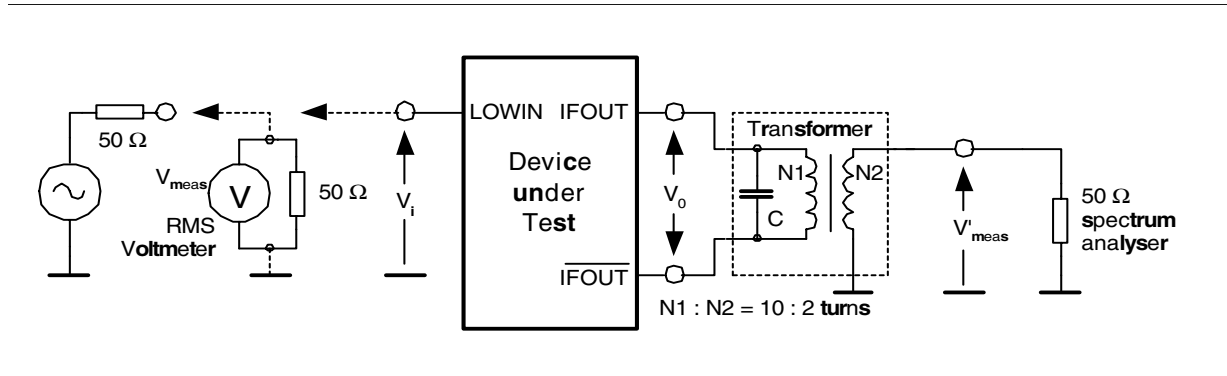 50 Ω
V meas
RMS
Voltmeter
V
50 Ω
Vi
LOWIN IFOUT
Device
under
Test
IFOUT
V0
Transformer
N1
N2
C
N1 : N2 = 10 : 2 turns
V'meas
50 Ω
spectrum
analyser